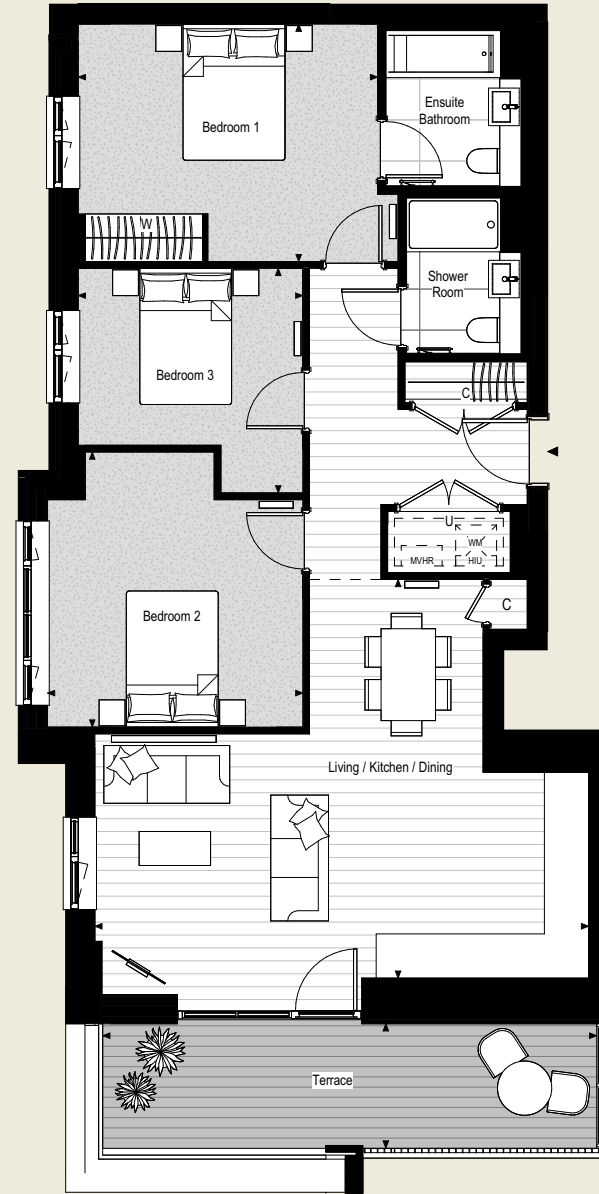 Bedroom 1
Ensuite
Bathroom
W
Shower
Room
Bedroom 3
C
U
WM
MVHR
HIU
C
Bedroom 2
Living / Kitchen / Dining
Terrace